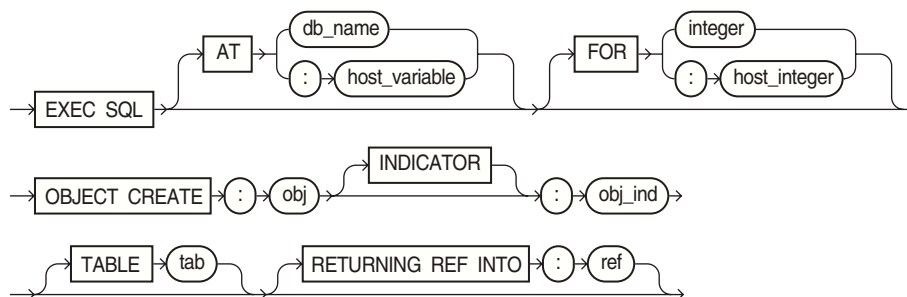 AT db_name FOR integer
: host_variable : host_integer
EXEC SQL
INDICATOR
OBJECT CREATE : obj : obj_ind
TABLE tab RETURNING REF INTO : ref